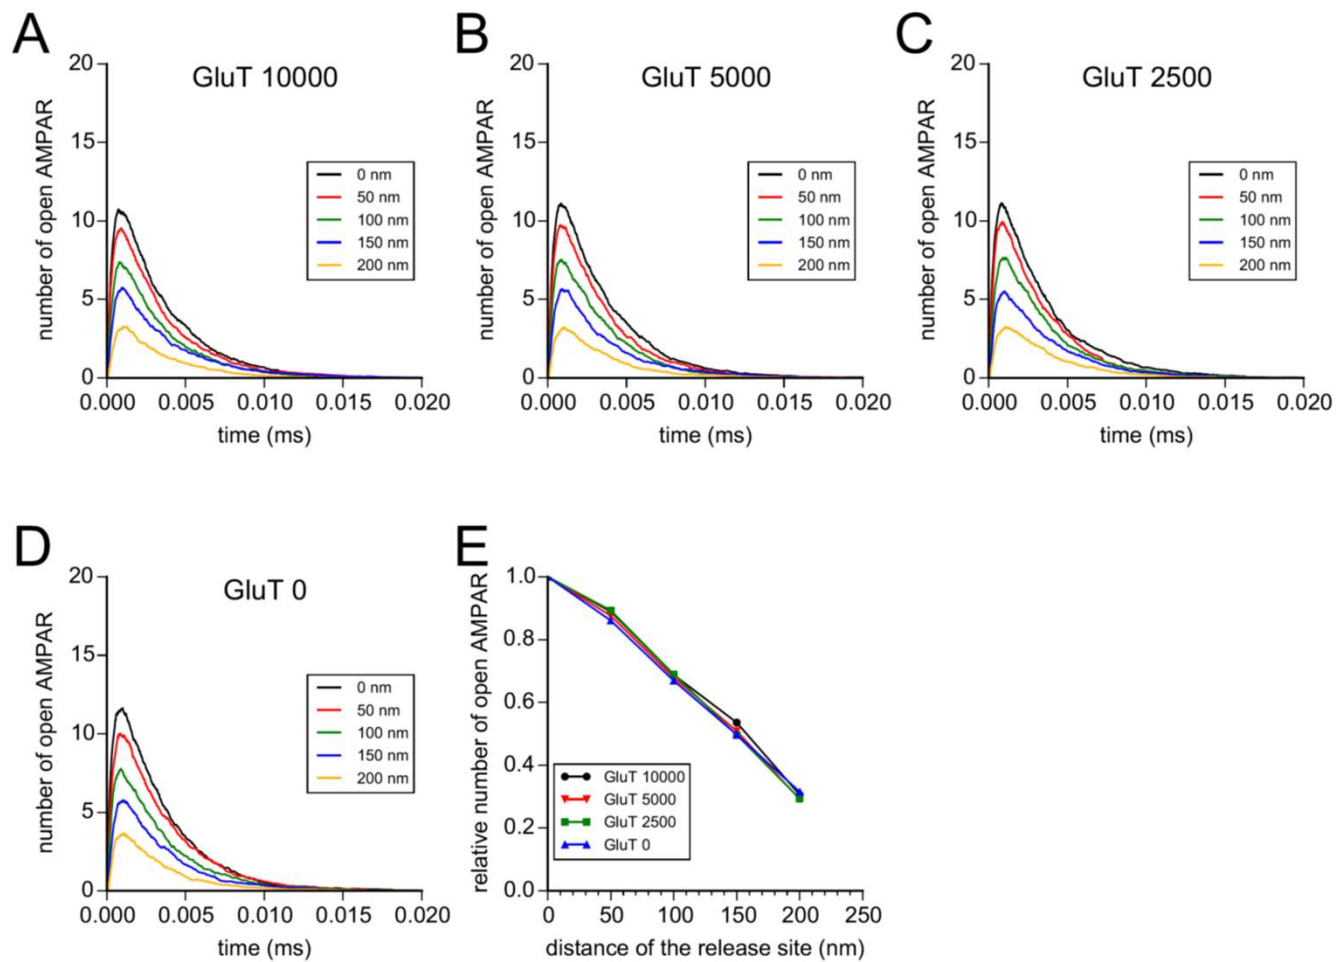 A
GluT 10000
number of open AMPAR
20
15
10
5
0
0 nm
50 nm
100 nm
150 nm
200 nm
0.000
0.005
0.010
0.015
0.020
time (ms)
B
GluT 5000
number of open AMPAR
20
15
10
5
0
0 nm
50 nm
100 nm
150 nm
200 nm
0.000
0.005
0.010
0.015
0.020
time (ms)
C
GluT 2500
number of open AMPAR
20
15
10
5
0
0 nm
50 nm
100 nm
150 nm
200 nm
0.000
0.005
0.010
0.015
0.020
time (ms)
D
GluT 0
number of open AMPAR
20
15
10
5
0
0 nm
50 nm
100 nm
150 nm
200 nm
0.000
0.005
0.010
0.015
0.020
time (ms)
E
relative number of open AMPAR
1.0
0.8
0.6
0.4
0.2
0.0
GluT 10000
GluT 5000
GluT 2500
GluT 0
0
50
100
150
200
250
distance of the release site (nm)